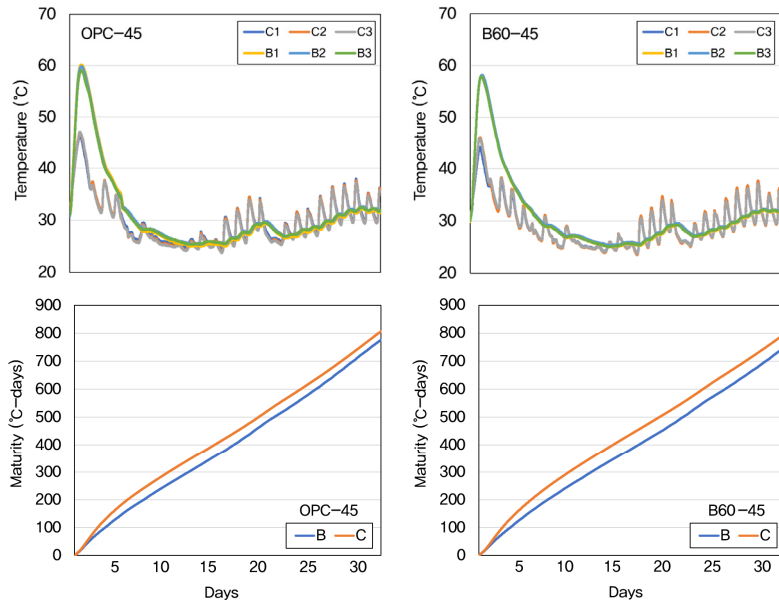 OPC-45
C1 C2 C3
B1 B2 B3
Temperature (℃)
70
60
50
40
30
20
B60-45
C1 C2 C3
B1 B2 B3
Temperature (℃)
70
60
50
40
30
20
Maturity (℃-days)
900
800
700
600
500
400
300
200
100
0
OPC-45
B C
5 10 15 20 25 30
Days
Maturity (℃-days)
900
800
700
600
500
400
300
200
100
0
B60-45
B C
5 10 15 20 25 30
Days